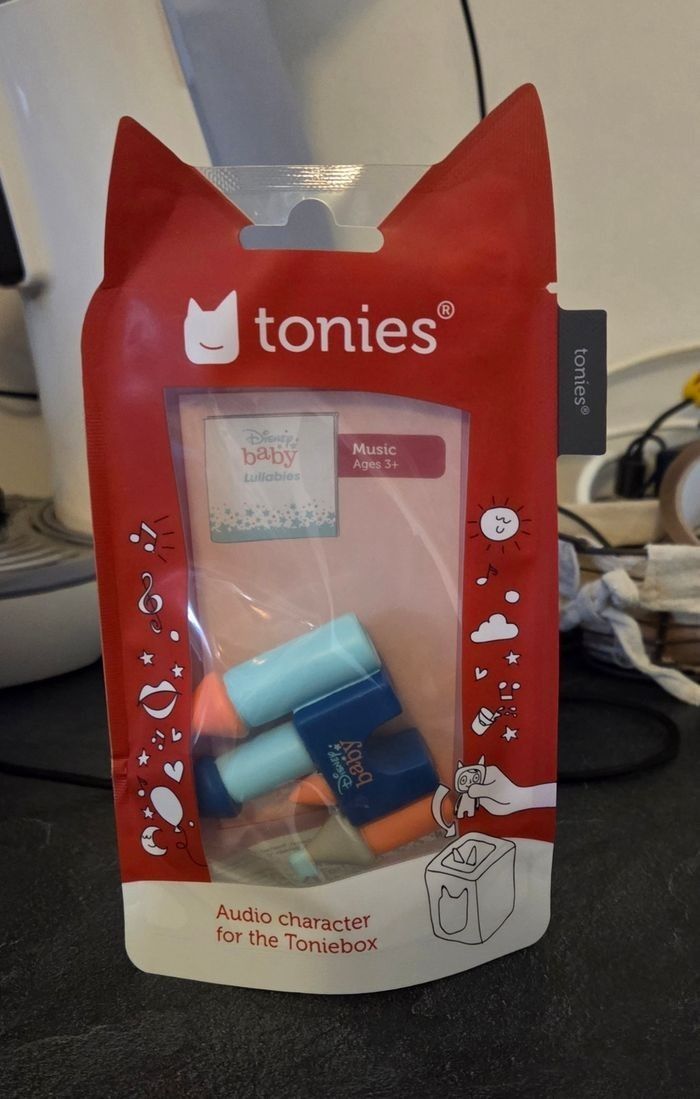 tonies®
tonies®
Disney
baby
Lullabies
Music
Ages 3+
Disney
baby
Audio character
for the Toniebox